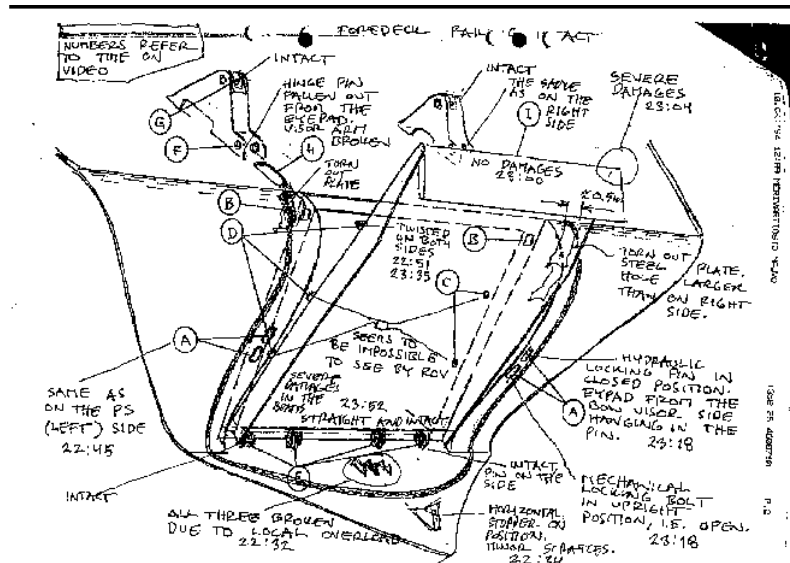 NUMBERS REFER
TO TIME ON
VIDEO
FOREDECK
INTACT
HINGE PIN
FALLEN OUT
FROM THE
EYEPAD.
VISOR ARM
BROKEN
G
F
H
TORN
OUT
PLATE
B
D
INTACT
THE SAME
AS ON THE
RIGHT
SIDE
I
SEVERE
DAMAGES
23:04
NO DAMAGES
23:00
TWISTED
ON BOTH
SIDES
22:51
23:35
B
C
TORN OUT
STEEL PLATE.
HOLE LARGER
THAN ON RIGHT
SIDE.
A
SEEMS TO
BE IMPOSSIBLE
TO SEE BY ROV
SAME AS
ON THE PS
(LEFT) SIDE
22:45
SEVERE
DAMAGES
IN THE
23:52
STRAIGHT AND INTACT
HYDRAULIC
LOCKING PIN IN
CLOSED POSITION.
EYPAD FROM THE
BOW VISOR SIDE
HANGING IN THE
PIN. 23:18
A
E
INTACT
INTACT
PIN ON THE
SIDE
MECHANICAL
LOCKING BOLT
IN UPRIGHT
POSITION, I.E. OPEN.
23:18
ALL THREE BROKEN
DUE TO LOCAL OVERLOAD
22:32
HORIZONTAL
STOPPER ON
POSITION.
MINOR